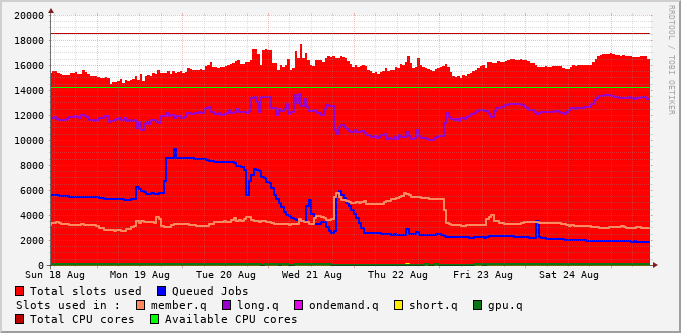 20000
18000
16000
14000
12000
10000
8000
6000
4000
2000
0
Sun 18 Aug Mon 19 Aug Tue 20 Aug Wed 21 Aug Thu 22 Aug Fri 23 Aug Sat 24 Aug
Total slots used Queued Jobs
Slots used in : member.q long.q ondemand.q short.q gpu.q
Total CPU cores Available CPU cores
RRDTOOL / TOBI OETIKER